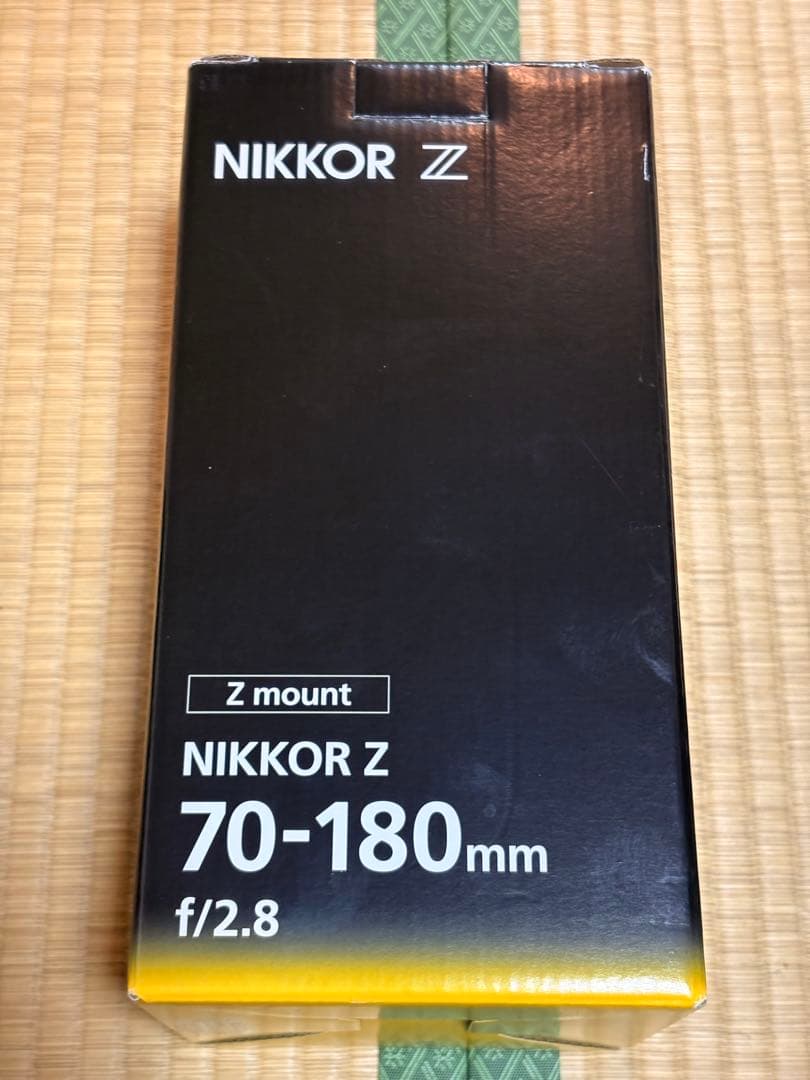 NIKKOR Z
Z mount
NIKKOR Z
70-180mm
f/2.8